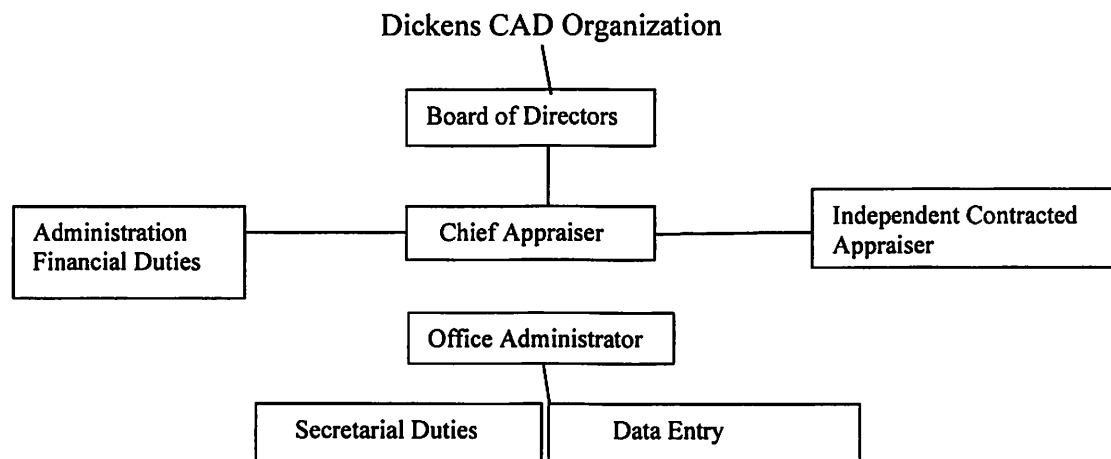 Dickens CAD Organization
Board of Directors
Administration
Financial Duties
Chief Appraiser
Independent Contracted
Appraiser
Office Administrator
Secretarial Duties
Data Entry